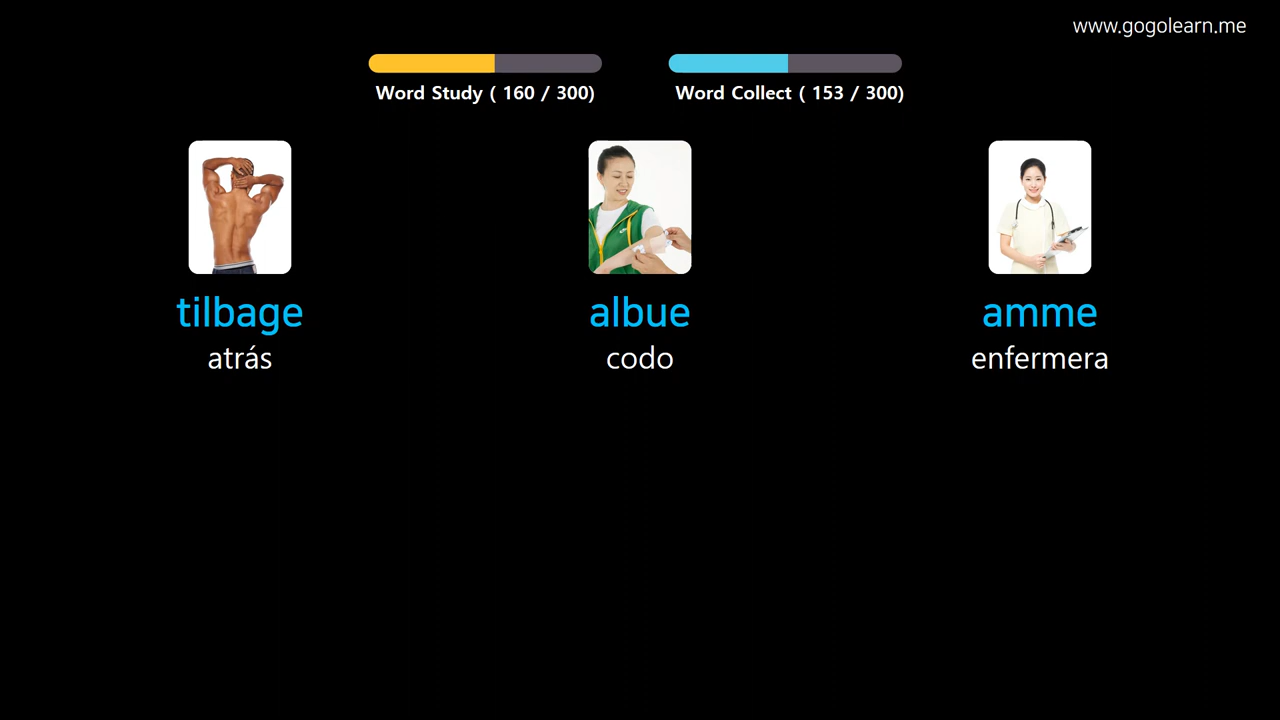 www.gogolearn.me
Word Study ( 160 / 300)
Word Collect ( 153 / 300)
tilbage
albue
amme
atrás
codo
enfermera